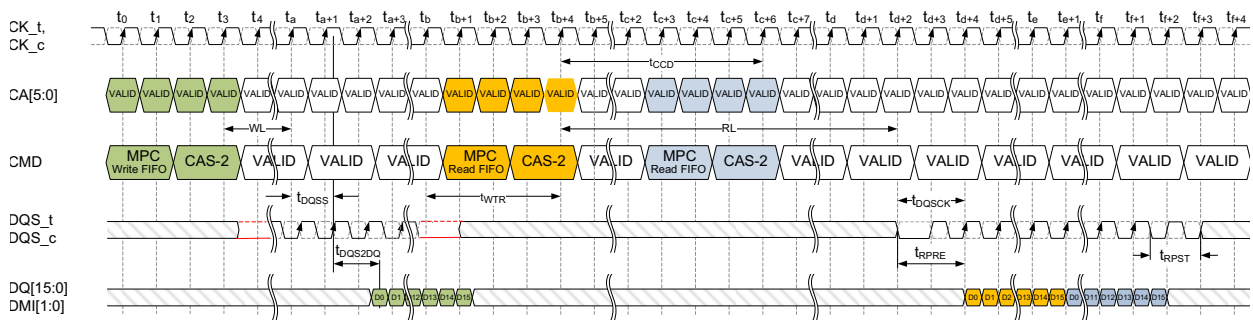 t0 t1 t2 t3 t4 ta ta+1 ta+2 ta+3 tb tb+1 tb+2 tb+3 tb+4 tb+5 tc+2 tc+3 tc+4 tc+5 tc+6 tc+7 td td+1 td+2 td+3 td+4 td+5 te te+1 tf tf+1 tf+2 tf+3 tf+4
CK_t,
CK_c
tCCD
CA[5:0] VALID VALID VALID VALID VALID VALID VALID VALID VALID VALID VALID VALID VALID VALID VALID VALID VALID VALID VALID VALID VALID VALID VALID VALID VALID VALID VALID VALID VALID VALID VALID VALID VALID VALID
WL RL
CMD MPC Write FIFO CAS-2 VALID VALID VALID MPC Read FIFO CAS-2 VALID MPC Read FIFO CAS-2 VALID VALID VALID VALID VALID VALID VALID
tDQSS tWTR tDQSCK
DQS_t
DQS_c
tDQS2DQ tRPRE tRPST
DQ[15:0]
DMI[1:0]
D0 D1 D12 D13 D14 D15 D0 D1 D2 D13 D14 D15 D0 D11 D12 D13 D14 D15